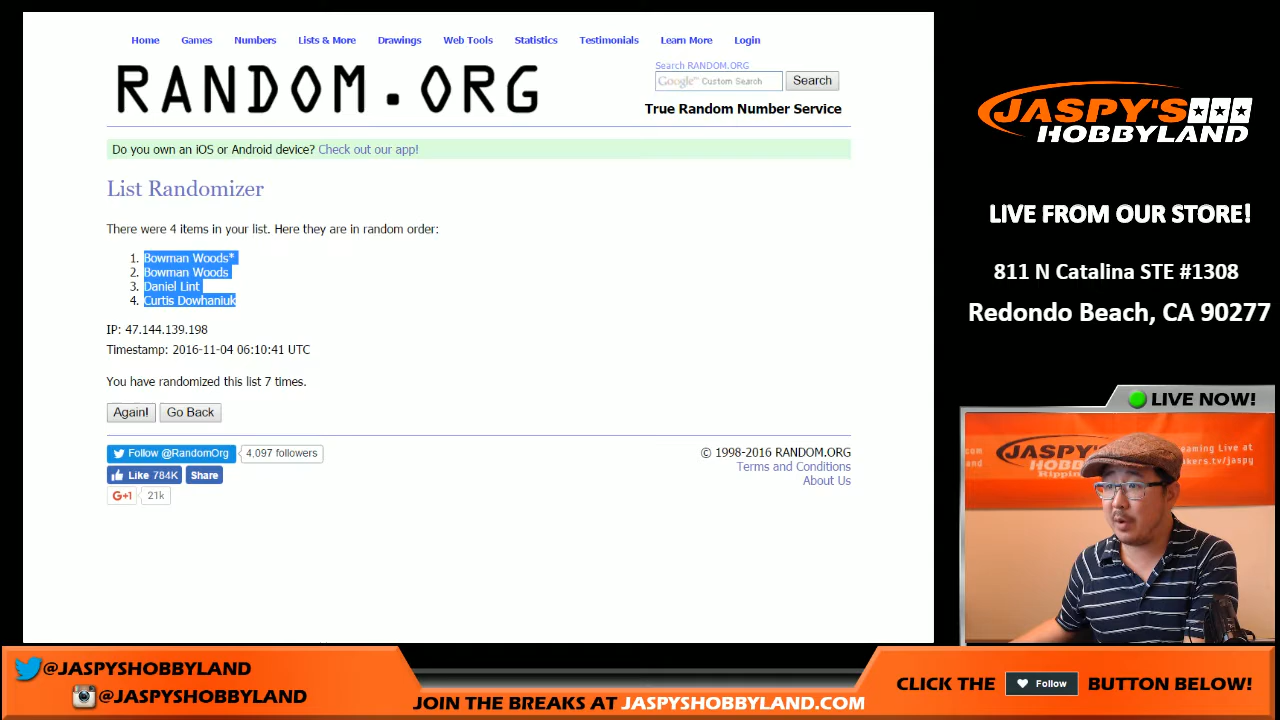 Home Games Numbers Lists & More Drawings Web Tools Statistics Testimonials Learn More Login
RANDOM.ORG
Search RANDOM.ORG
Google™ Custom Search Search
True Random Number Service
Do you own an iOS or Android device? Check out our app!
List Randomizer
There were 4 items in your list. Here they are in random order:
1. Bowman Woods*
2. Bowman Woods
3. Daniel Lint
4. Curtis Dowhaniuk
IP: 47.144.139.198
Timestamp: 2016-11-04 06:10:41 UTC
You have randomized this list 7 times.
Again! Go Back
Follow @RandomOrg 4,097 followers
Like 784K Share
G+1 21k
© 1998-2016 RANDOM.ORG
Terms and Conditions
About Us
JASPY'S
HOBBYLAND
LIVE FROM OUR STORE!
811 N Catalina STE #1308
Redondo Beach, CA 90277
LIVE NOW!
@JASPYSHOBBYLAND
@JASPYSHOBBYLAND
JOIN THE BREAKS AT JASPYSHOBBYLAND.COM
CLICK THE Follow BUTTON BELOW!